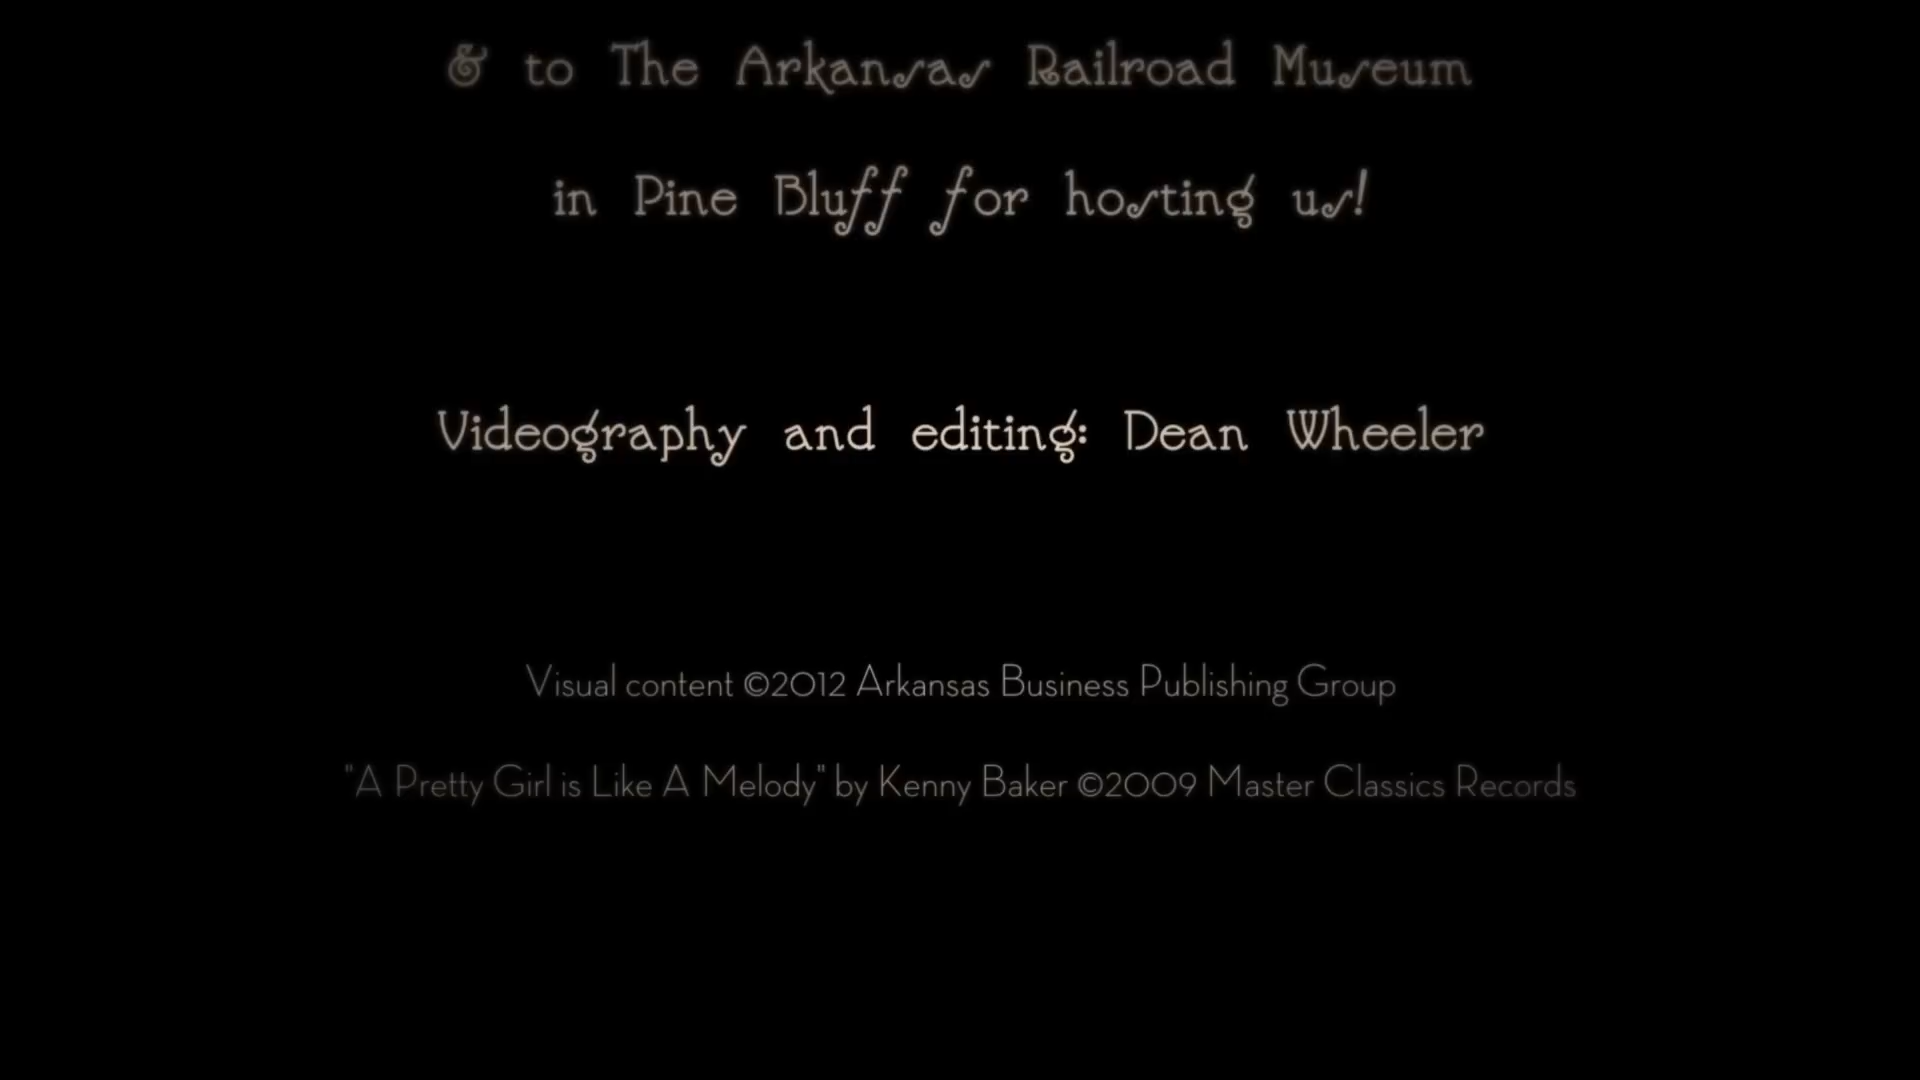 & to The Arkansas Railroad Museum
in Pine Bluff for hosting us!
Videography and editing: Dean Wheeler
Visual content ©2012 Arkansas Business Publishing Group
"A Pretty Girl is Like A Melody" by Kenny Baker ©2009 Master Classics Records